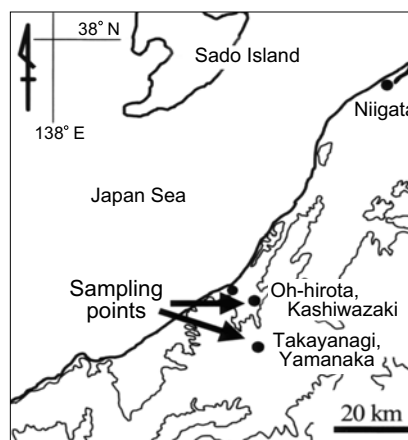 38° N
Sado Island
138° E
Niigata
Japan Sea
Sampling
points
Oh-hirota,
Kashiwazaki
Takayanagi,
Yamanaka
20 km